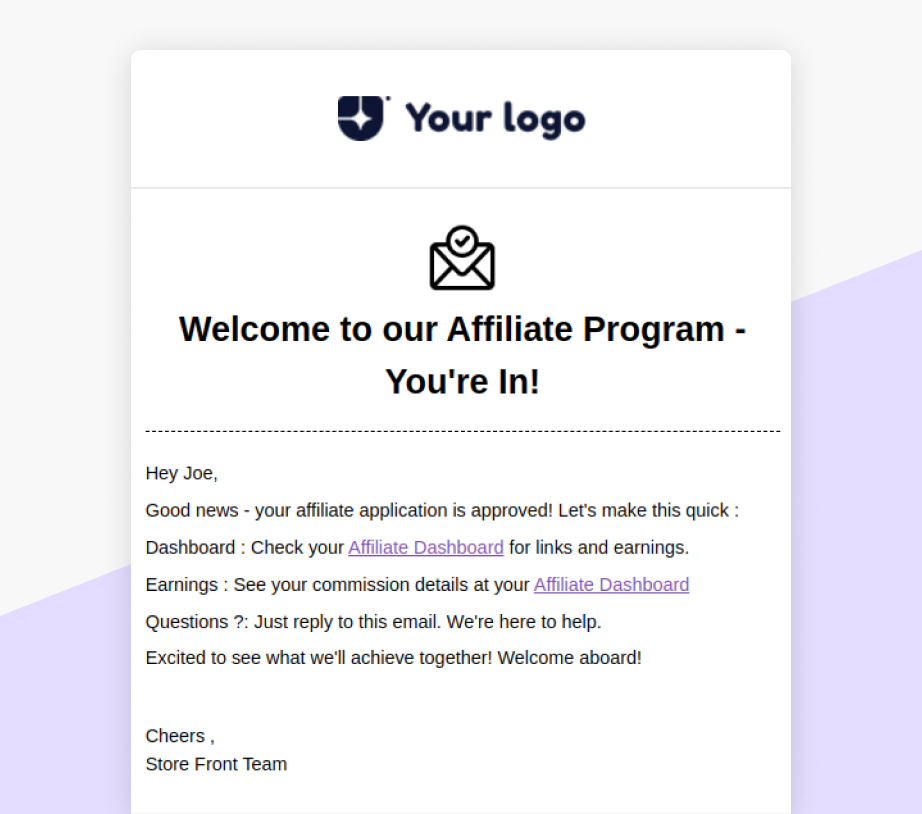 Your logo
Welcome to our Affiliate Program -
You're In!
Hey Joe,
Good news - your affiliate application is approved! Let's make this quick :
Dashboard : Check your Affiliate Dashboard for links and earnings.
Earnings : See your commission details at your Affiliate Dashboard
Questions ?: Just reply to this email. We're here to help.
Excited to see what we'll achieve together! Welcome aboard!
Cheers ,
Store Front Team